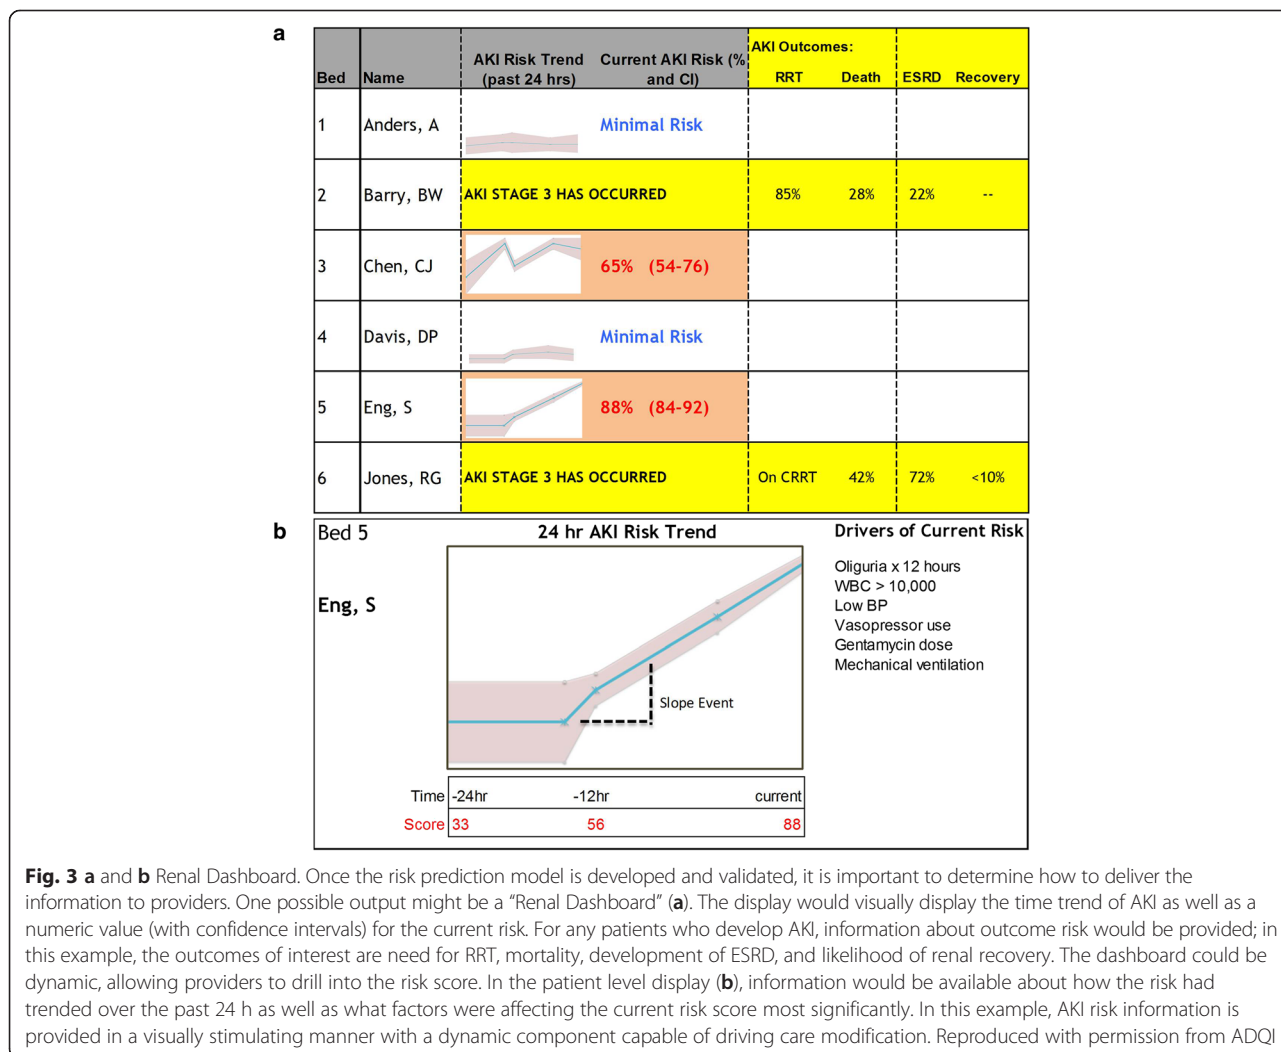 a
AKI Outcomes:
Bed Name AKI Risk Trend (past 24 hrs) Current AKI Risk (% and CI) RRT Death ESRD Recovery
1 Anders, A Minimal Risk
2 Barry, BW AKI STAGE 3 HAS OCCURRED 85% 28% 22% --
3 Chen, CJ 65% (54-76)
4 Davis, DP Minimal Risk
5 Eng, S 88% (84-92)
6 Jones, RG AKI STAGE 3 HAS OCCURRED On CRRT 42% 72% <10%
b
Bed 5 24 hr AKI Risk Trend Drivers of Current Risk
Eng, S
Oliguria x 12 hours
WBC > 10,000
Low BP
Vasopressor use
Gentamycin dose
Mechanical ventilation
Slope Event
Time -24hr -12hr current
Score 33 56 88
Fig. 3 a and b Renal Dashboard. Once the risk prediction model is developed and validated, it is important to determine how to deliver the
information to providers. One possible output might be a “Renal Dashboard” (a). The display would visually display the time trend of AKI as well as a
numeric value (with confidence intervals) for the current risk. For any patients who develop AKI, information about outcome risk would be provided; in
this example, the outcomes of interest are need for RRT, mortality, development of ESRD, and likelihood of renal recovery. The dashboard could be
dynamic, allowing providers to drill into the risk score. In the patient level display (b), information would be available about how the risk had
trended over the past 24 h as well as what factors were affecting the current risk score most significantly. In this example, AKI risk information is
provided in a visually stimulating manner with a dynamic component capable of driving care modification. Reproduced with permission from ADQI